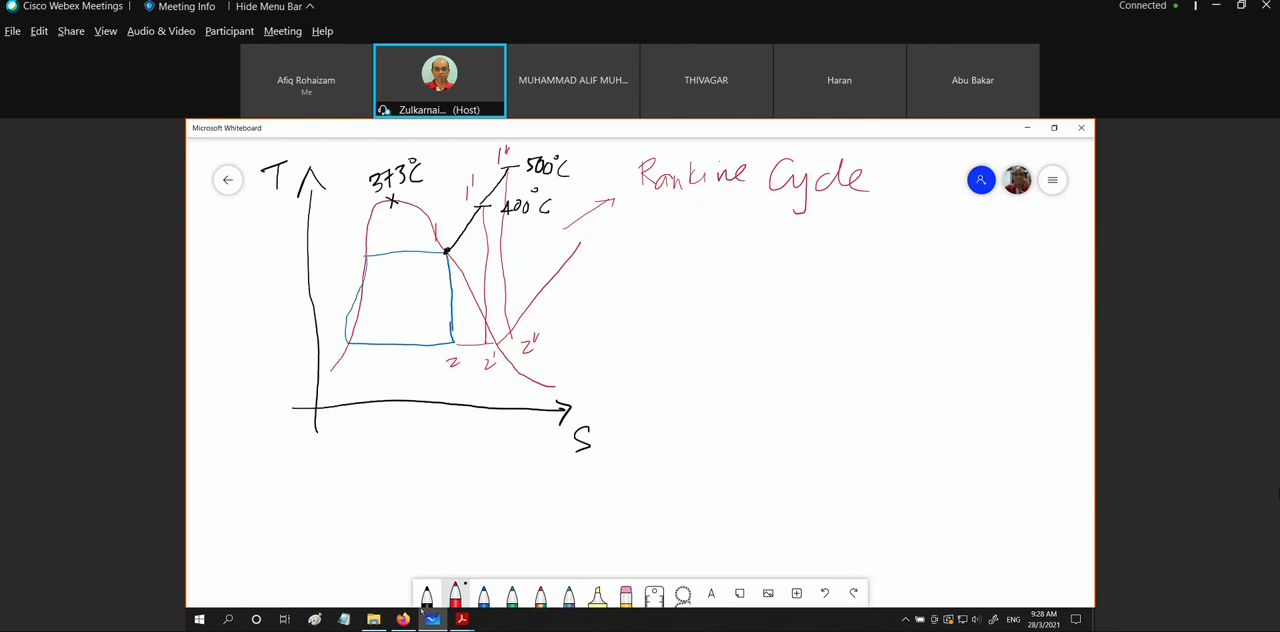 Cisco Webex Meetings | Meeting Info | Hide Menu Bar Connected
File Edit Share View Audio & Video Participant Meeting Help
Afiq Rohaizam
Me
Zulkarnai... (Host)
MUHAMMAD ALIF MUH...
THIVAGAR
Haran
Abu Bakar
Microsoft Whiteboard
Rankine Cycle
T
373°C
1" 500°C
1' 400°C
1
2 2' 2"
S
A
9:28 AM
ENG
28/3/2021